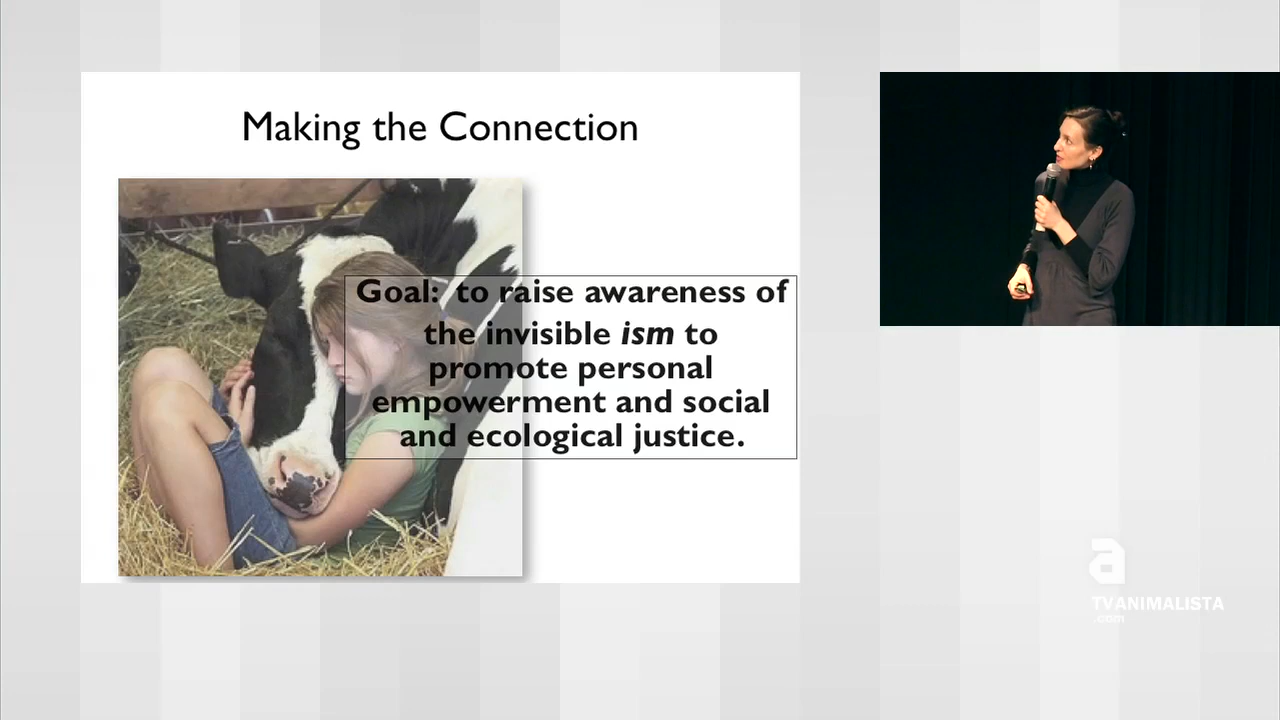 Making the Connection
Goal: to raise awareness of
the invisible ism to
promote personal
empowerment and social
and ecological justice.
a
TVANIMALISTA
.com